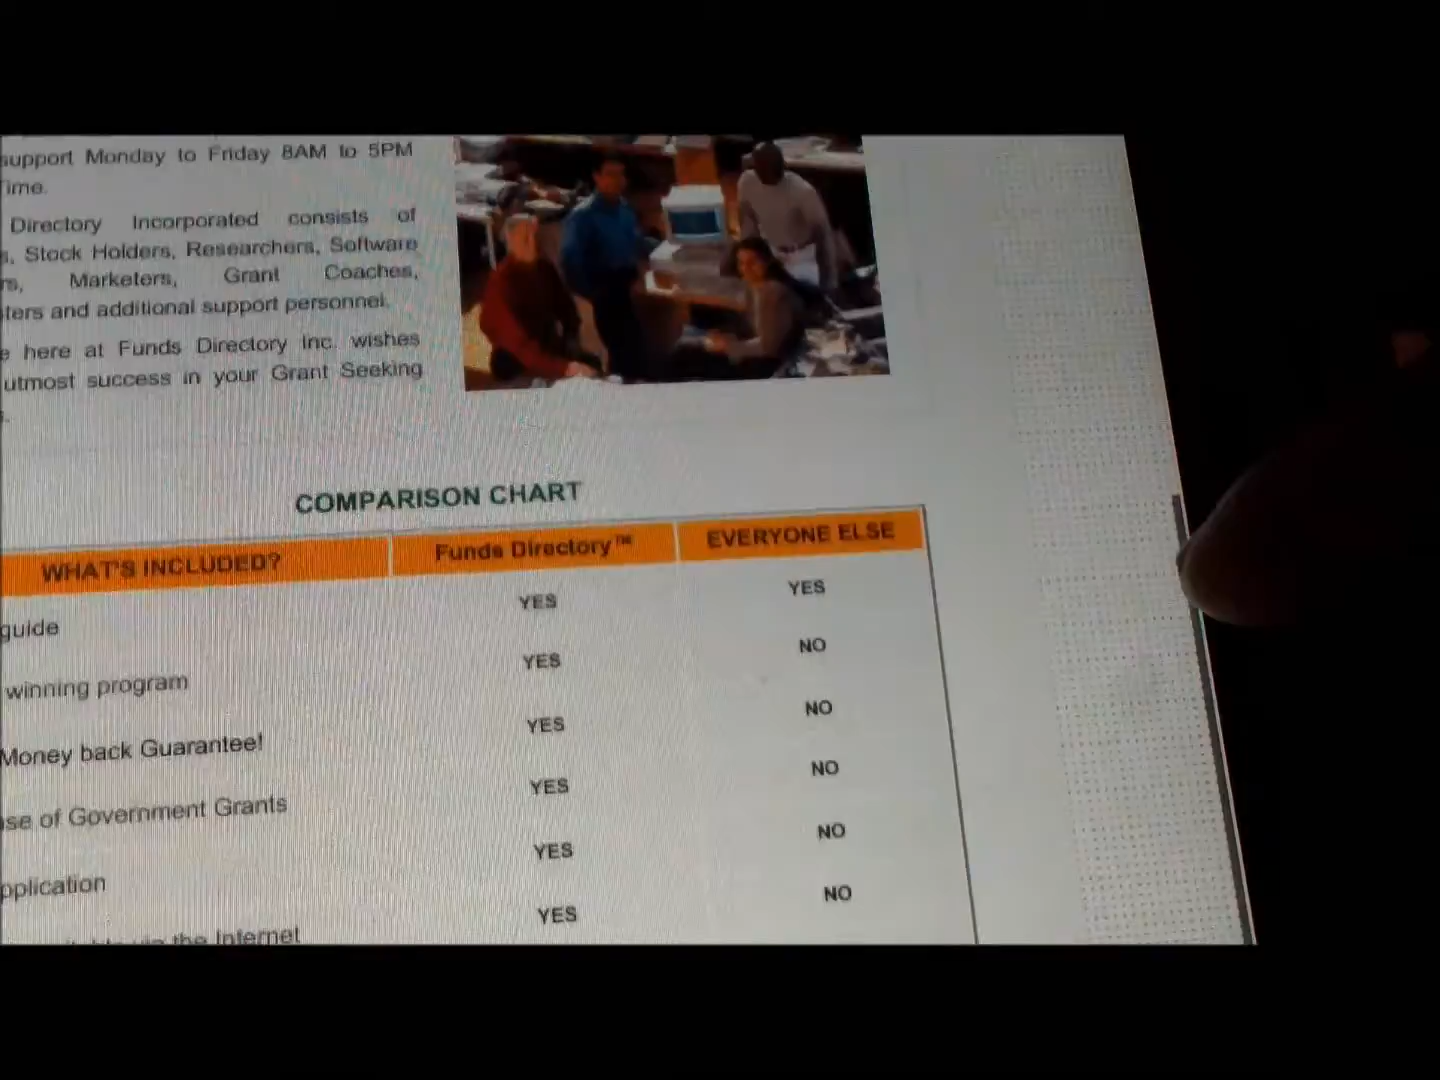 support Monday to Friday 8AM to 5PM
Time.
Directory Incorporated consists of
s, Stock Holders, Researchers, Software
rs, Marketers, Grant Coaches,
ters and additional support personnel.
e here at Funds Directory Inc. wishes
utmost success in your Grant Seeking
s.
COMPARISON CHART
WHAT'S INCLUDED? Funds Directory™ EVERYONE ELSE
guide YES YES
winning program YES NO
Money back Guarantee! YES NO
se of Government Grants YES NO
pplication YES NO
via the Internet YES NO